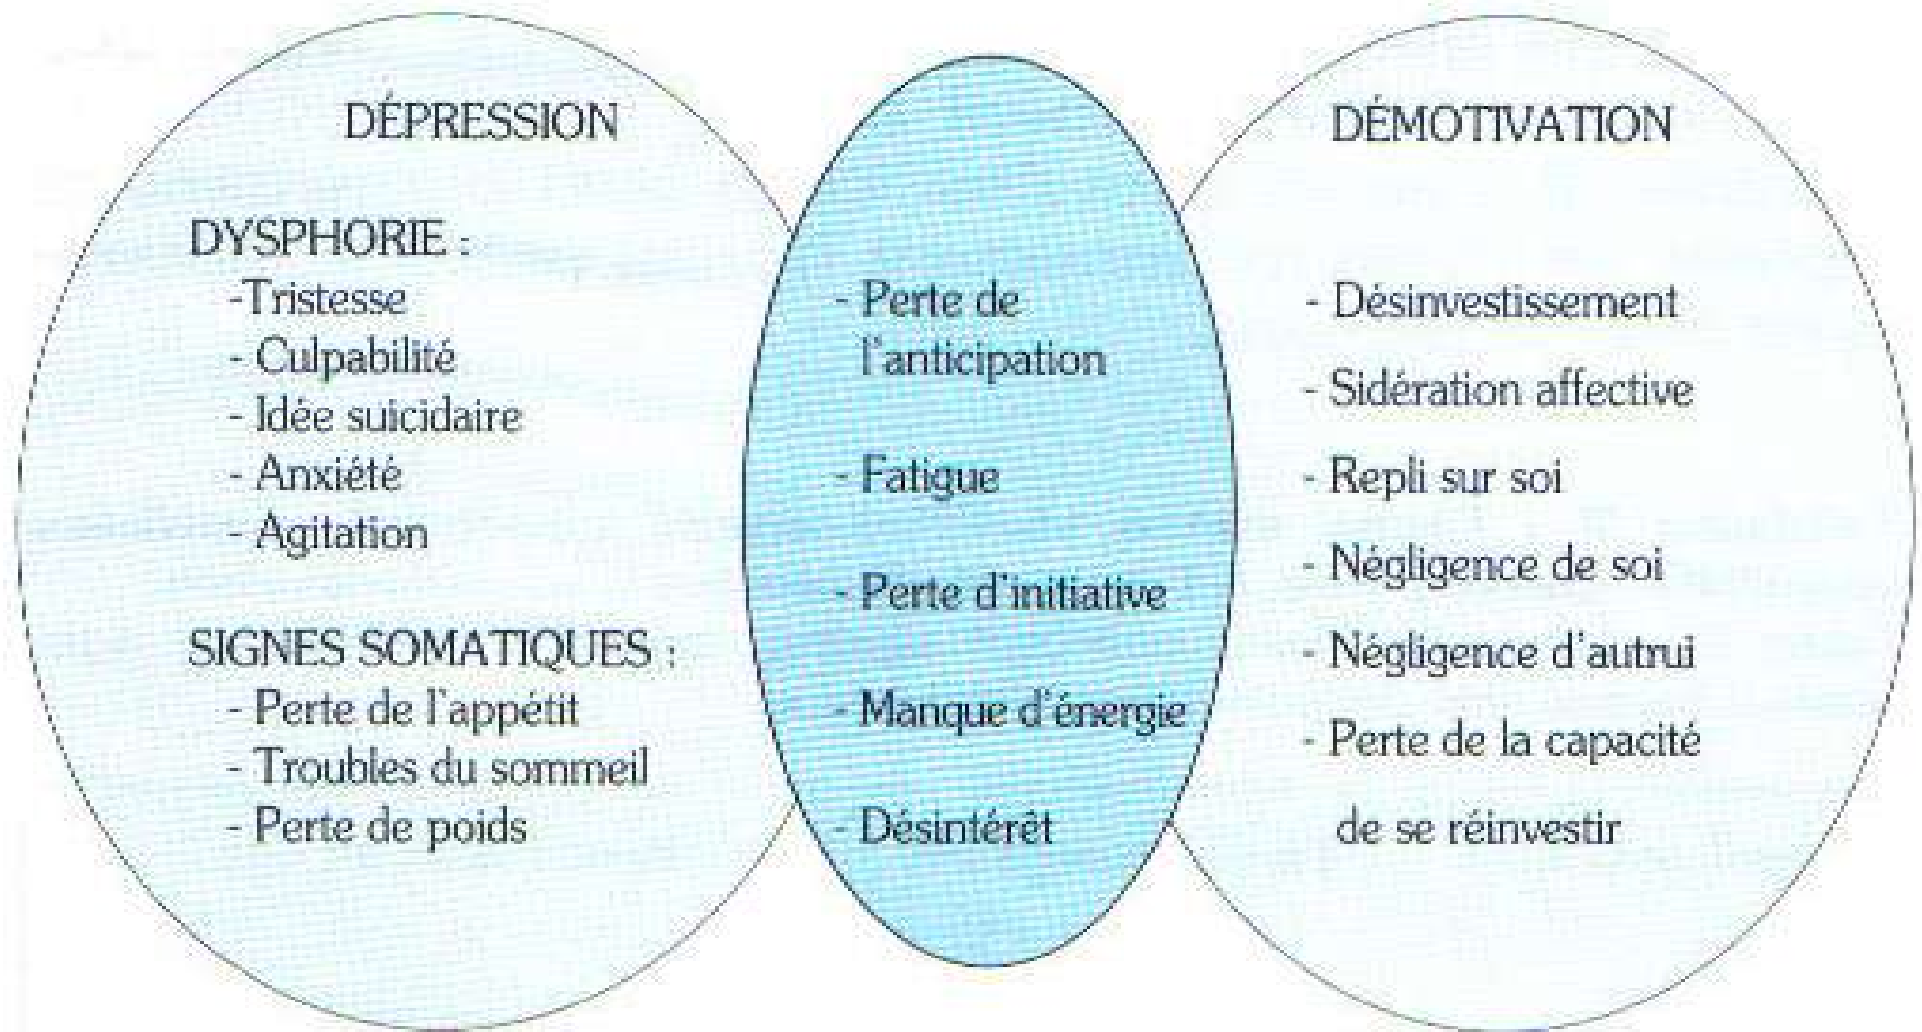 DÉPRESSION
DYSPHORIE :
-Tristesse
- Culpabilité
- Idée suicidaire
- Anxiété
- Agitation
SIGNES SOMATIQUES :
- Perte de l'appétit
- Troubles du sommeil
- Perte de poids
- Perte de
l'anticipation
- Fatigue
- Perte d'initiative
- Manque d'énergie
- Désintérêt
DÉMOTIVATION
- Désinvestissement
- Sidération affective
- Repli sur soi
- Négligence de soi
- Négligence d'autrui
- Perte de la capacité
de se réinvestir